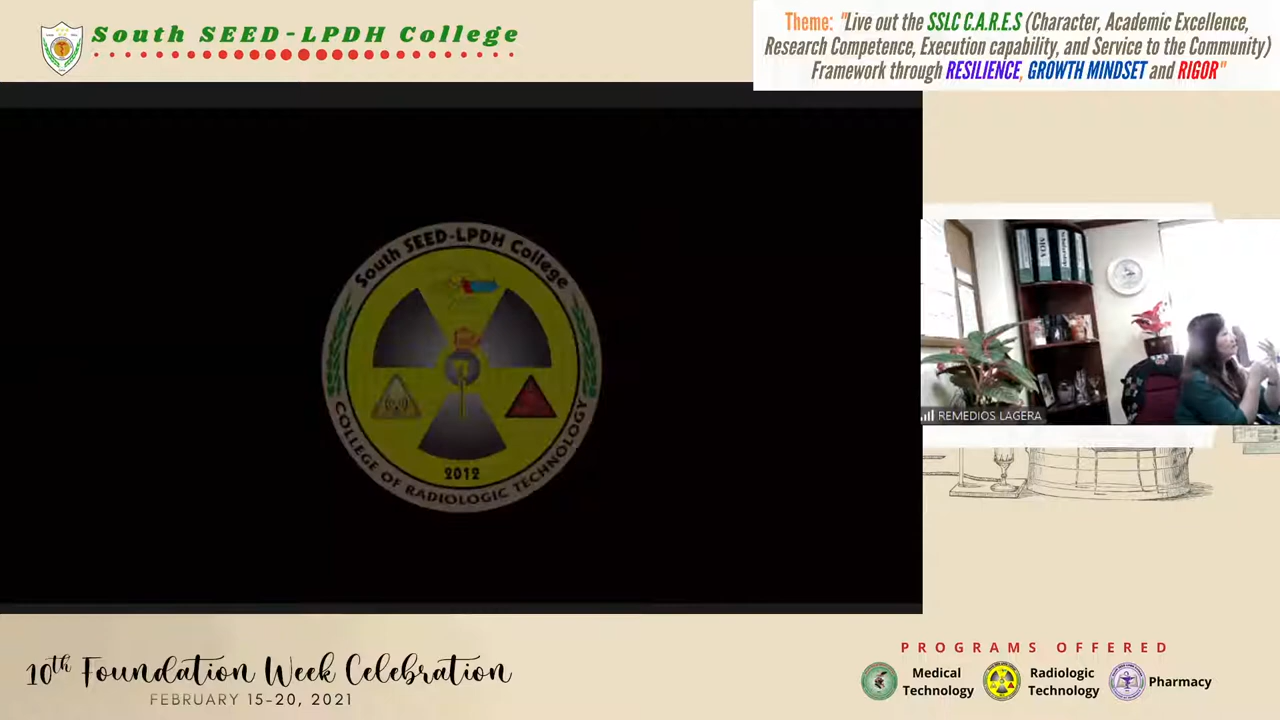 South SEED-LPDH College
Theme: "Live out the SSLC C.A.R.E.S (Character, Academic Excellence,
Research Competence, Execution capability, and Service to the Community)
Framework through RESILIENCE, GROWTH MINDSET and RIGOR"
South SEED-LPDH College
2012
COLLEGE OF RADIOLOGIC TECHNOLOGY
MOA
REMEDIOS LAGERA
10th Foundation Week Celebration
FEBRUARY 15-20, 2021
PROGRAMS OFFERED
Medical
Technology
Radiologic
Technology
Pharmacy